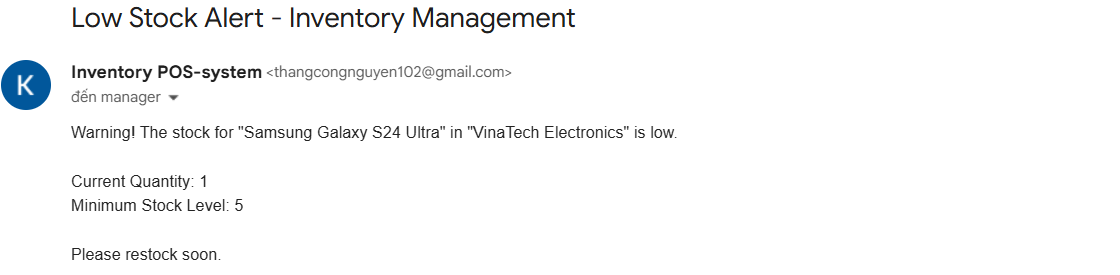 Low Stock Alert - Inventory Management
K
Inventory POS-system <thangcongnguyen102@gmail.com>
đến manager
Warning! The stock for "Samsung Galaxy S24 Ultra" in "VinaTech Electronics" is low.
Current Quantity: 1
Minimum Stock Level: 5
Please restock soon.